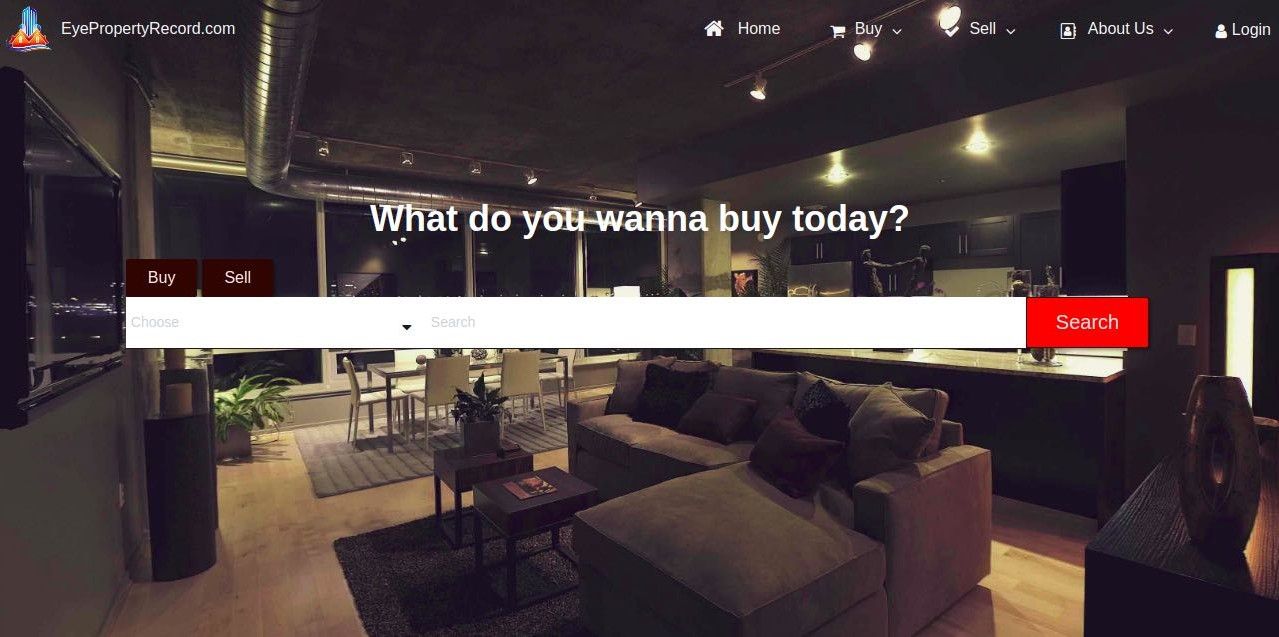 EyePropertyRecord.com
Home
Buy
Sell
About Us
Login
What do you wanna buy today?
Buy
Sell
Choose
Search
Search